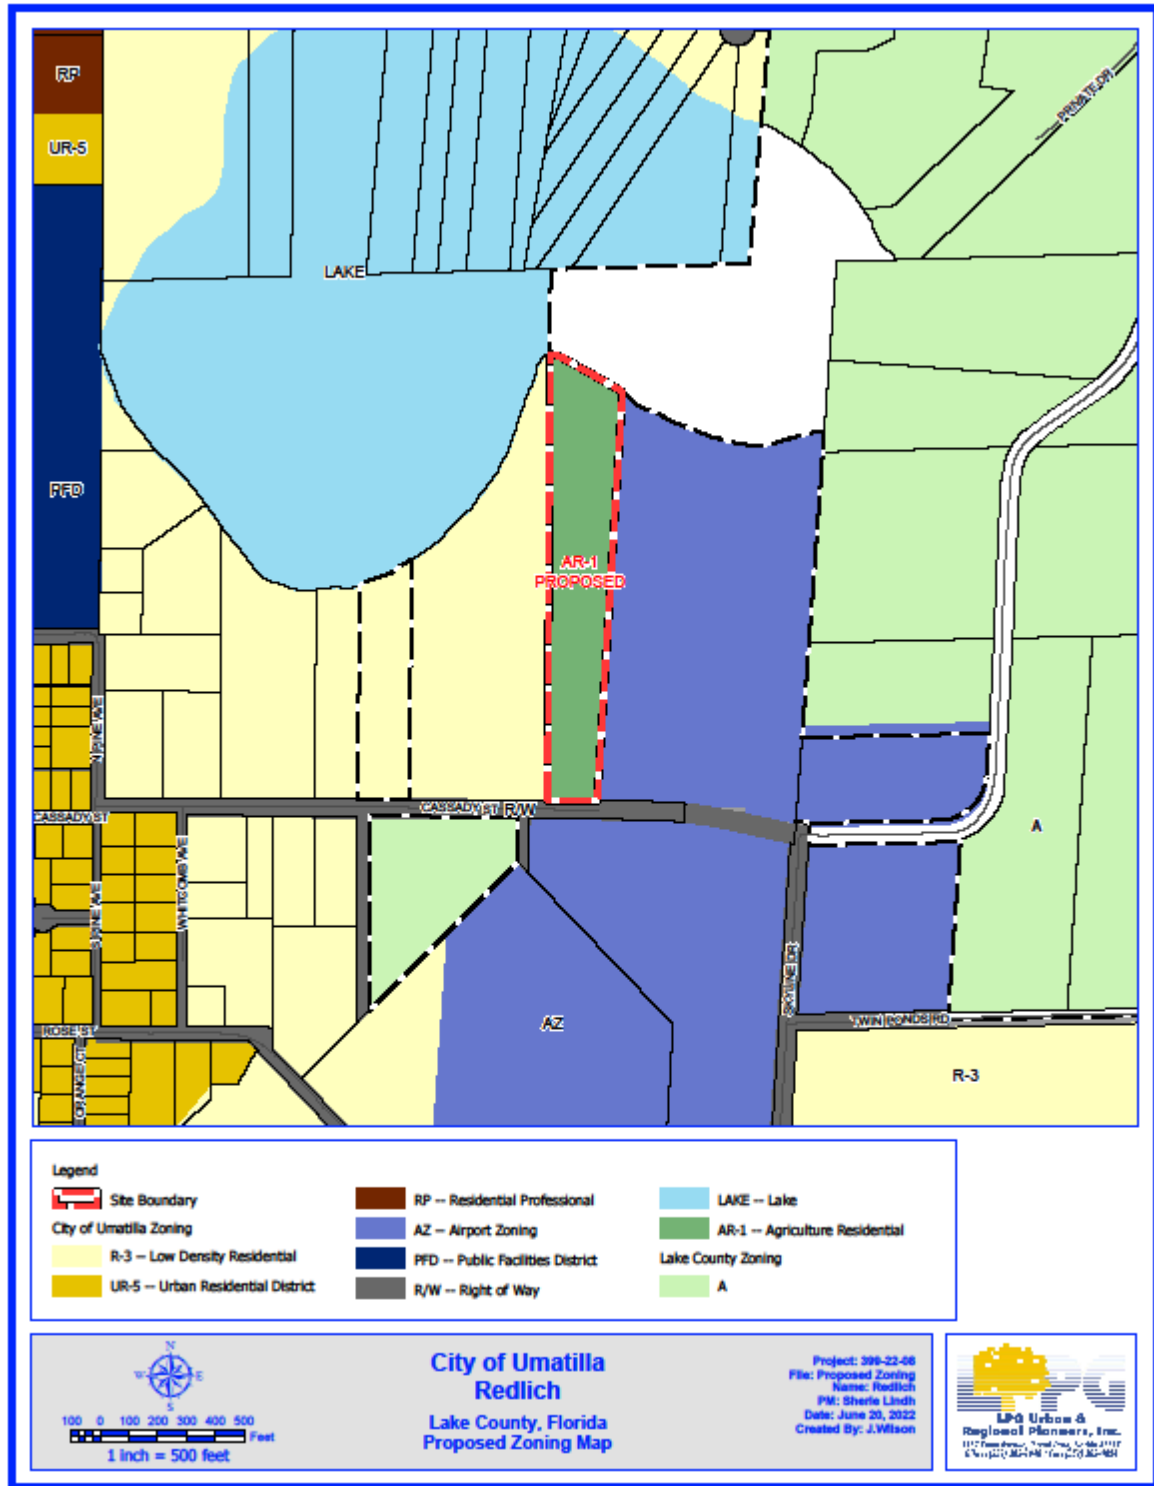 RP
UR-5
PRIVATE DR
LAKE
PFD
AR-1
PROPOSED
N PINE AVE
CASSADY ST
R/W
CASSADY ST
A
WHITCOMB AVE
S PINE AVE
SKYLINE DR
AZ
TWIN PONDS RD
ROSE ST
ORANGE CT
R-3
Legend
Site Boundary
City of Umatilla Zoning
R-3 -- Low Density Residential
UR-5 -- Urban Residential District
RP -- Residential Professional
AZ -- Airport Zoning
PFD -- Public Facilities District
R/W -- Right of Way
LAKE -- Lake
AR-1 -- Agriculture Residential
Lake County Zoning
A
N
W E
S
100 0 100 200 300 400 500
Feet
1 inch = 500 feet
City of Umatilla
Redlich
Lake County, Florida
Proposed Zoning Map
Project: 399-22-08
File: Proposed Zoning
Name: Redlich
PM: Sherie Lindh
Date: June 20, 2022
Created By: J.Wilson
LPG
LPG Urban &
Regional Planners, Inc.